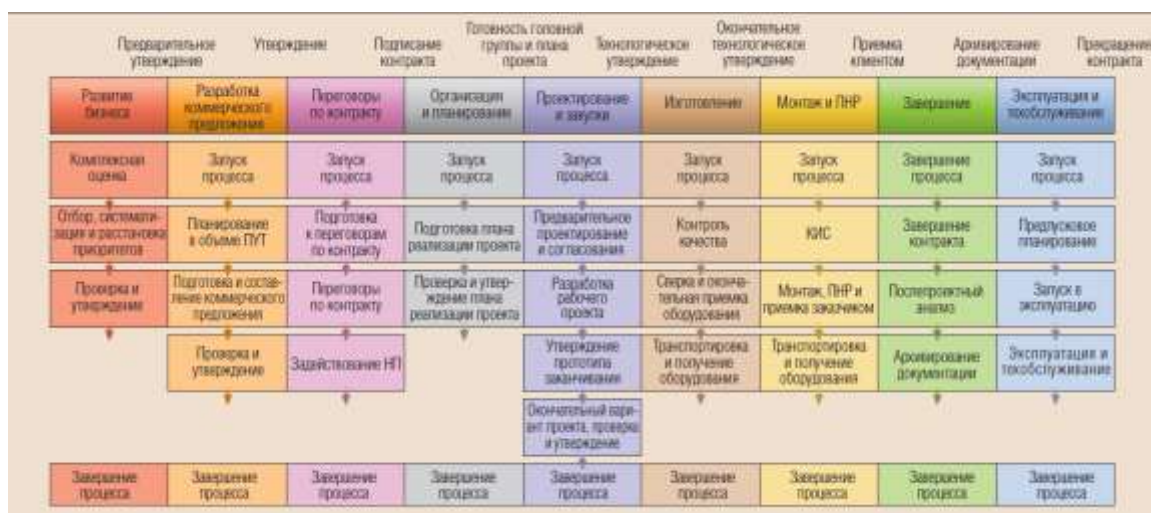 Предварительное
утверждение
Утверждение
Подписание
контракта
Готовность головной
группы и плана
проекта
Технологическое
утверждение
Окончательное
технологическое
утверждение
Приемка
клиентом
Архивирование
документации
Прекращение
контракта
Развитие
бизнеса
Разработка
коммерческого
предложения
Переговоры
по контракту
Организация
и планирование
Проектирование
и закупки
Изготовление
Монтаж и ПНР
Завершение
Эксплуатация и
техобслуживание
Комплексная
оценка
Запуск
процесса
Запуск
процесса
Запуск
процесса
Запуск
процесса
Запуск
процесса
Запуск
процесса
Завершение
процесса
Запуск
процесса
Отбор, системати-
зация и расстановка
приоритетов
Планирование
в объеме ПУТ
Подготовка
к переговорам
по контракту
Подготовка плана
реализации проекта
Предварительное
проектирование
и согласования
Контроль
качества
КИС
Завершение
контракта
Предпусковое
планирование
Проверка и
утверждение
Подготовка и состав-
ление коммерческого
предложения
Переговоры
по контракту
Проверка и утвер-
ждение плана
реализации проекта
Разработка
рабочего
проекта
Сверка и оконча-
тельная приемка
оборудования
Монтаж, ПНР и
приемка заказчиком
Послепроектный
анализ
Запуск в
эксплуатацию
Проверка и
утверждение
Задействование НП
Утверждение
прототипа
заканчивания
Транспортировка
и получение
оборудования
Транспортировка
и получение
оборудования
Архивирование
документации
Эксплуатация и
техобслуживание
Окончательный вари-
ант проекта, проверка
и утверждение
Завершение
процесса
Завершение
процесса
Завершение
процесса
Завершение
процесса
Завершение
процесса
Завершение
процесса
Завершение
процесса
Завершение
процесса
Завершение
процесса